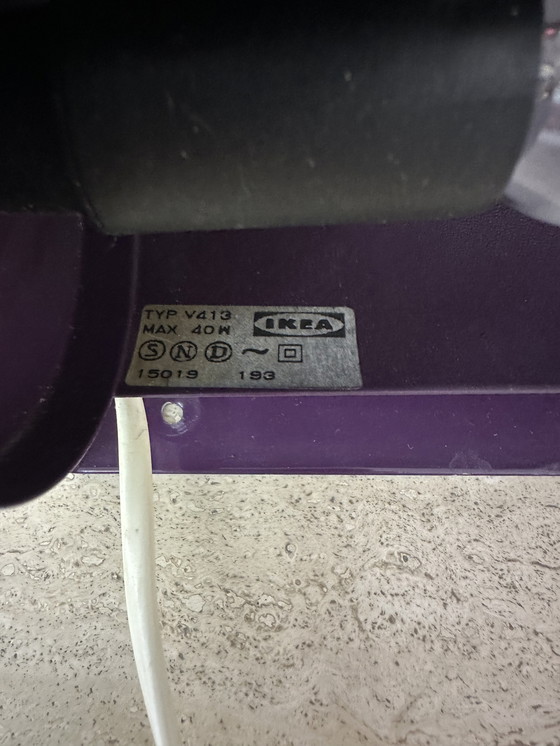 TYP V413
MAX 40W
IKEA
S N D ~
15019 193